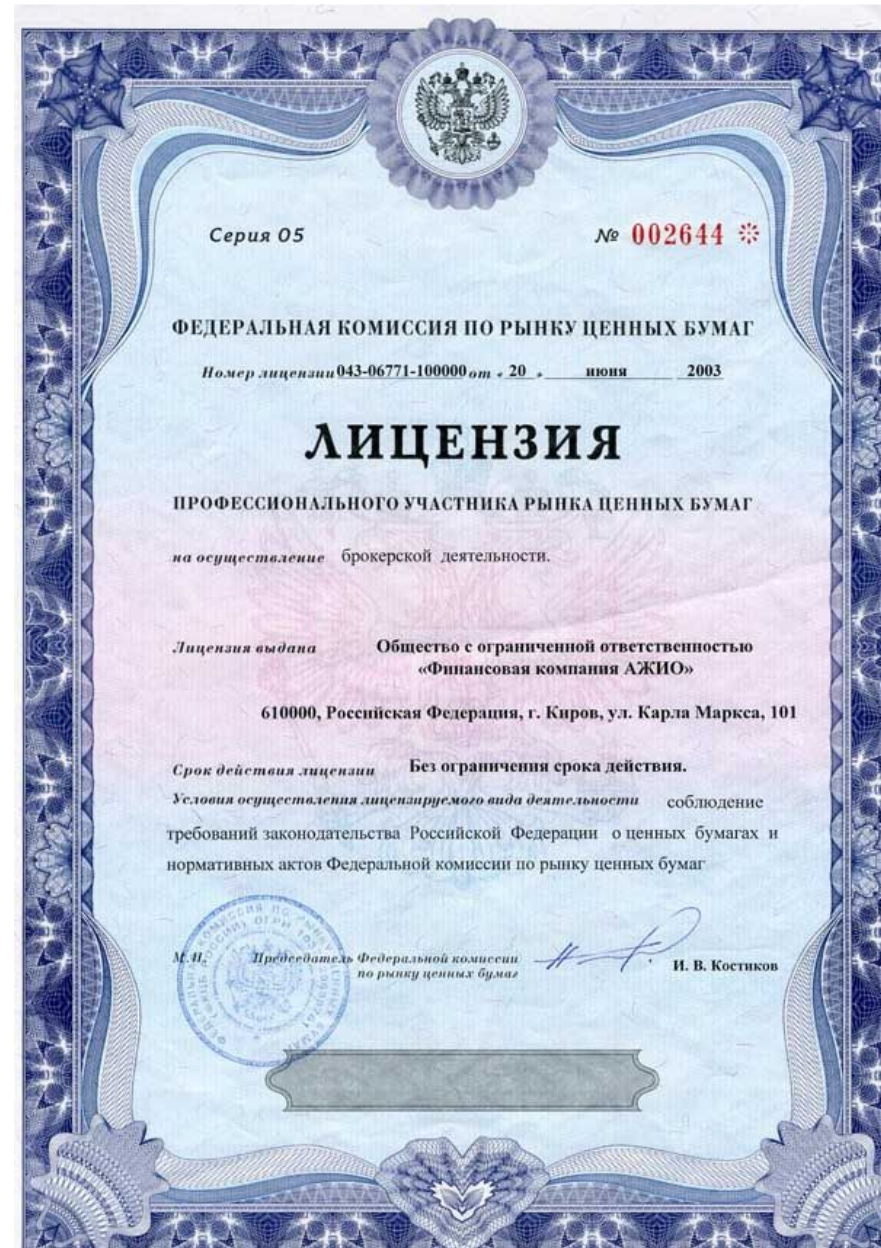 Серия 05 № 002644
ФЕДЕРАЛЬНАЯ КОМИССИЯ ПО РЫНКУ ЦЕННЫХ БУМАГ
Номер лицензии 043-06771-100000 от « 20 » июня 2003
ЛИЦЕНЗИЯ
ПРОФЕССИОНАЛЬНОГО УЧАСТНИКА РЫНКА ЦЕННЫХ БУМАГ
на осуществление брокерской деятельности.
Лицензия выдана Общество с ограниченной ответственностью
«Финансовая компания АЖИО»
610000, Российская Федерация, г. Киров, ул. Карла Маркса, 101
Срок действия лицензии Без ограничения срока действия.
Условия осуществления лицензируемого вида деятельности соблюдение
требований законодательства Российской Федерации о ценных бумагах и
нормативных актов Федеральной комиссии по рынку ценных бумаг
М. П. Председатель Федеральной комиссии
по рынку ценных бумаг И. В. Костиков